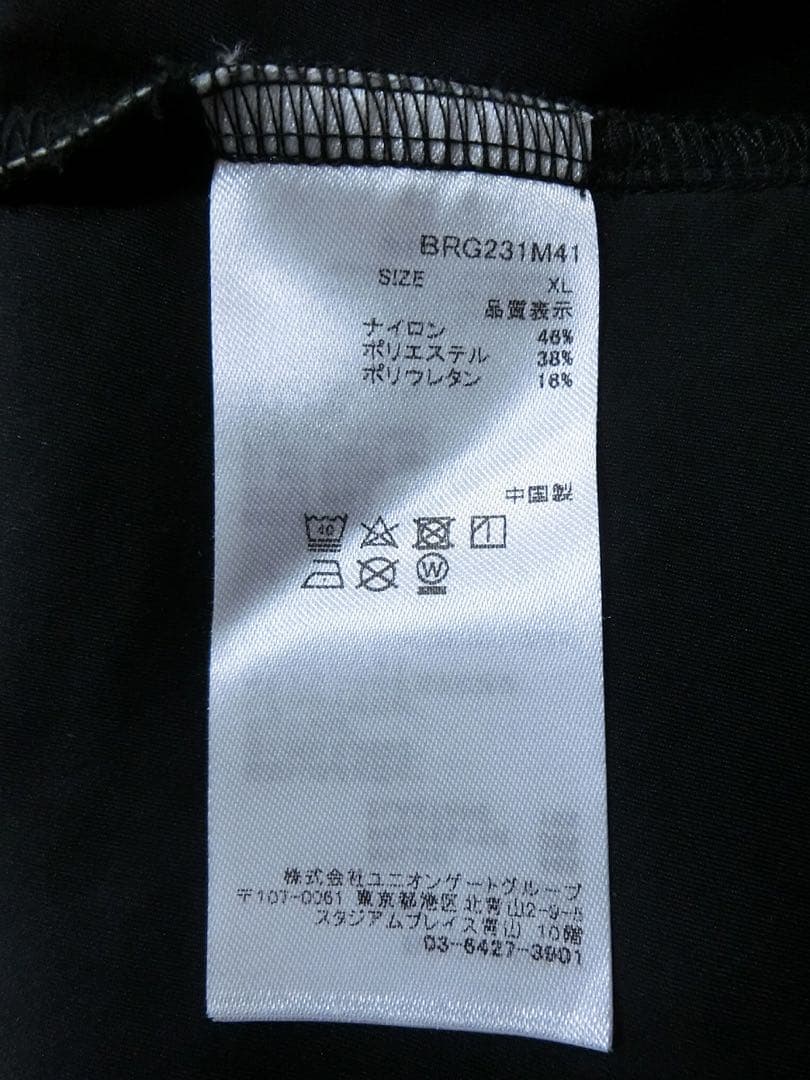 BRG231M41
SIZE XL
品質表示
ナイロン 46%
ポリエステル 38%
ポリウレタン 16%
中国製
40
W
株式会社ユニオンゲートグループ
〒107-0061 東京都港区北青山2-9-5
スタジアムプレイス青山 10階
03-6427-3901